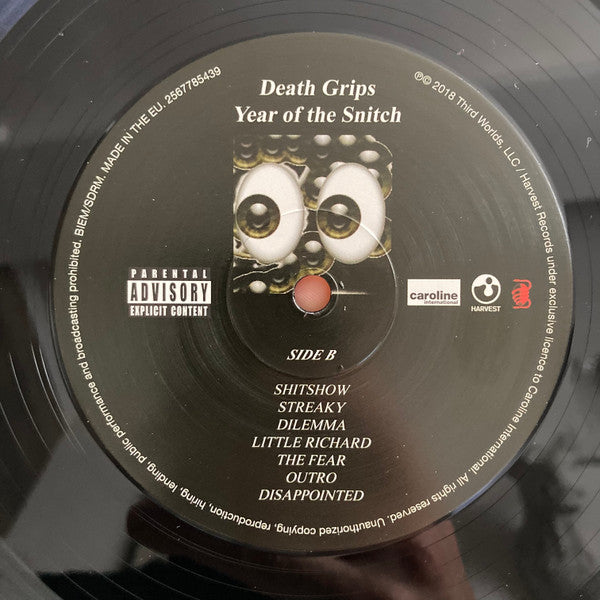 Death Grips
Year of the Snitch
PARENTAL
ADVISORY
EXPLICIT CONTENT
caroline
international
HARVEST
SIDE B
SHITSHOW
STREAKY
DILEMMA
LITTLE RICHARD
THE FEAR
OUTRO
DISAPPOINTED
℗© 2018 Third Worlds, LLC / Harvest Records under exclusive licence to Caroline International. All rights reserved. Unauthorized copying, reproduction, hiring, lending, public performance and broadcasting prohibited. BIEM/SDRM. MADE IN THE EU. 2567785439